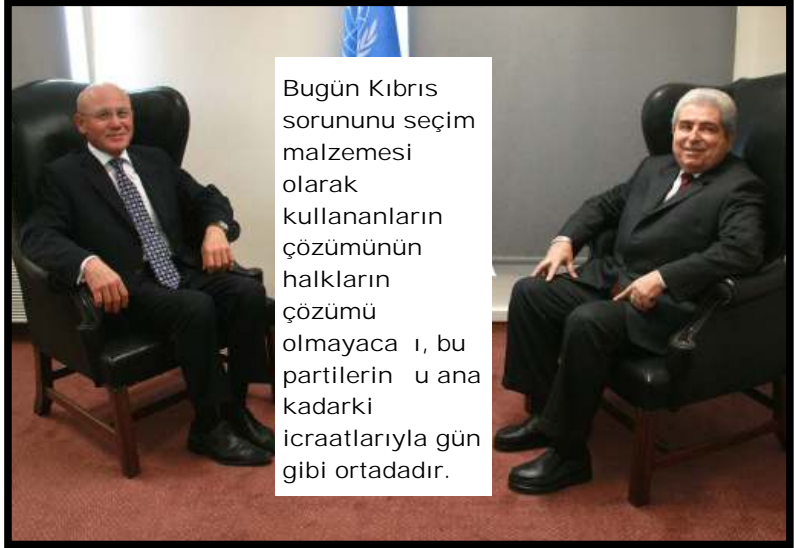 Bugün Kıbrıs
sorununu seçim
malzemesi
olarak
kullananların
çözümünün
halkların
çözümü
olmayaca ı, bu
partilerin u ana
kadarki
icraatlarıyla gün
gibi ortadadır.